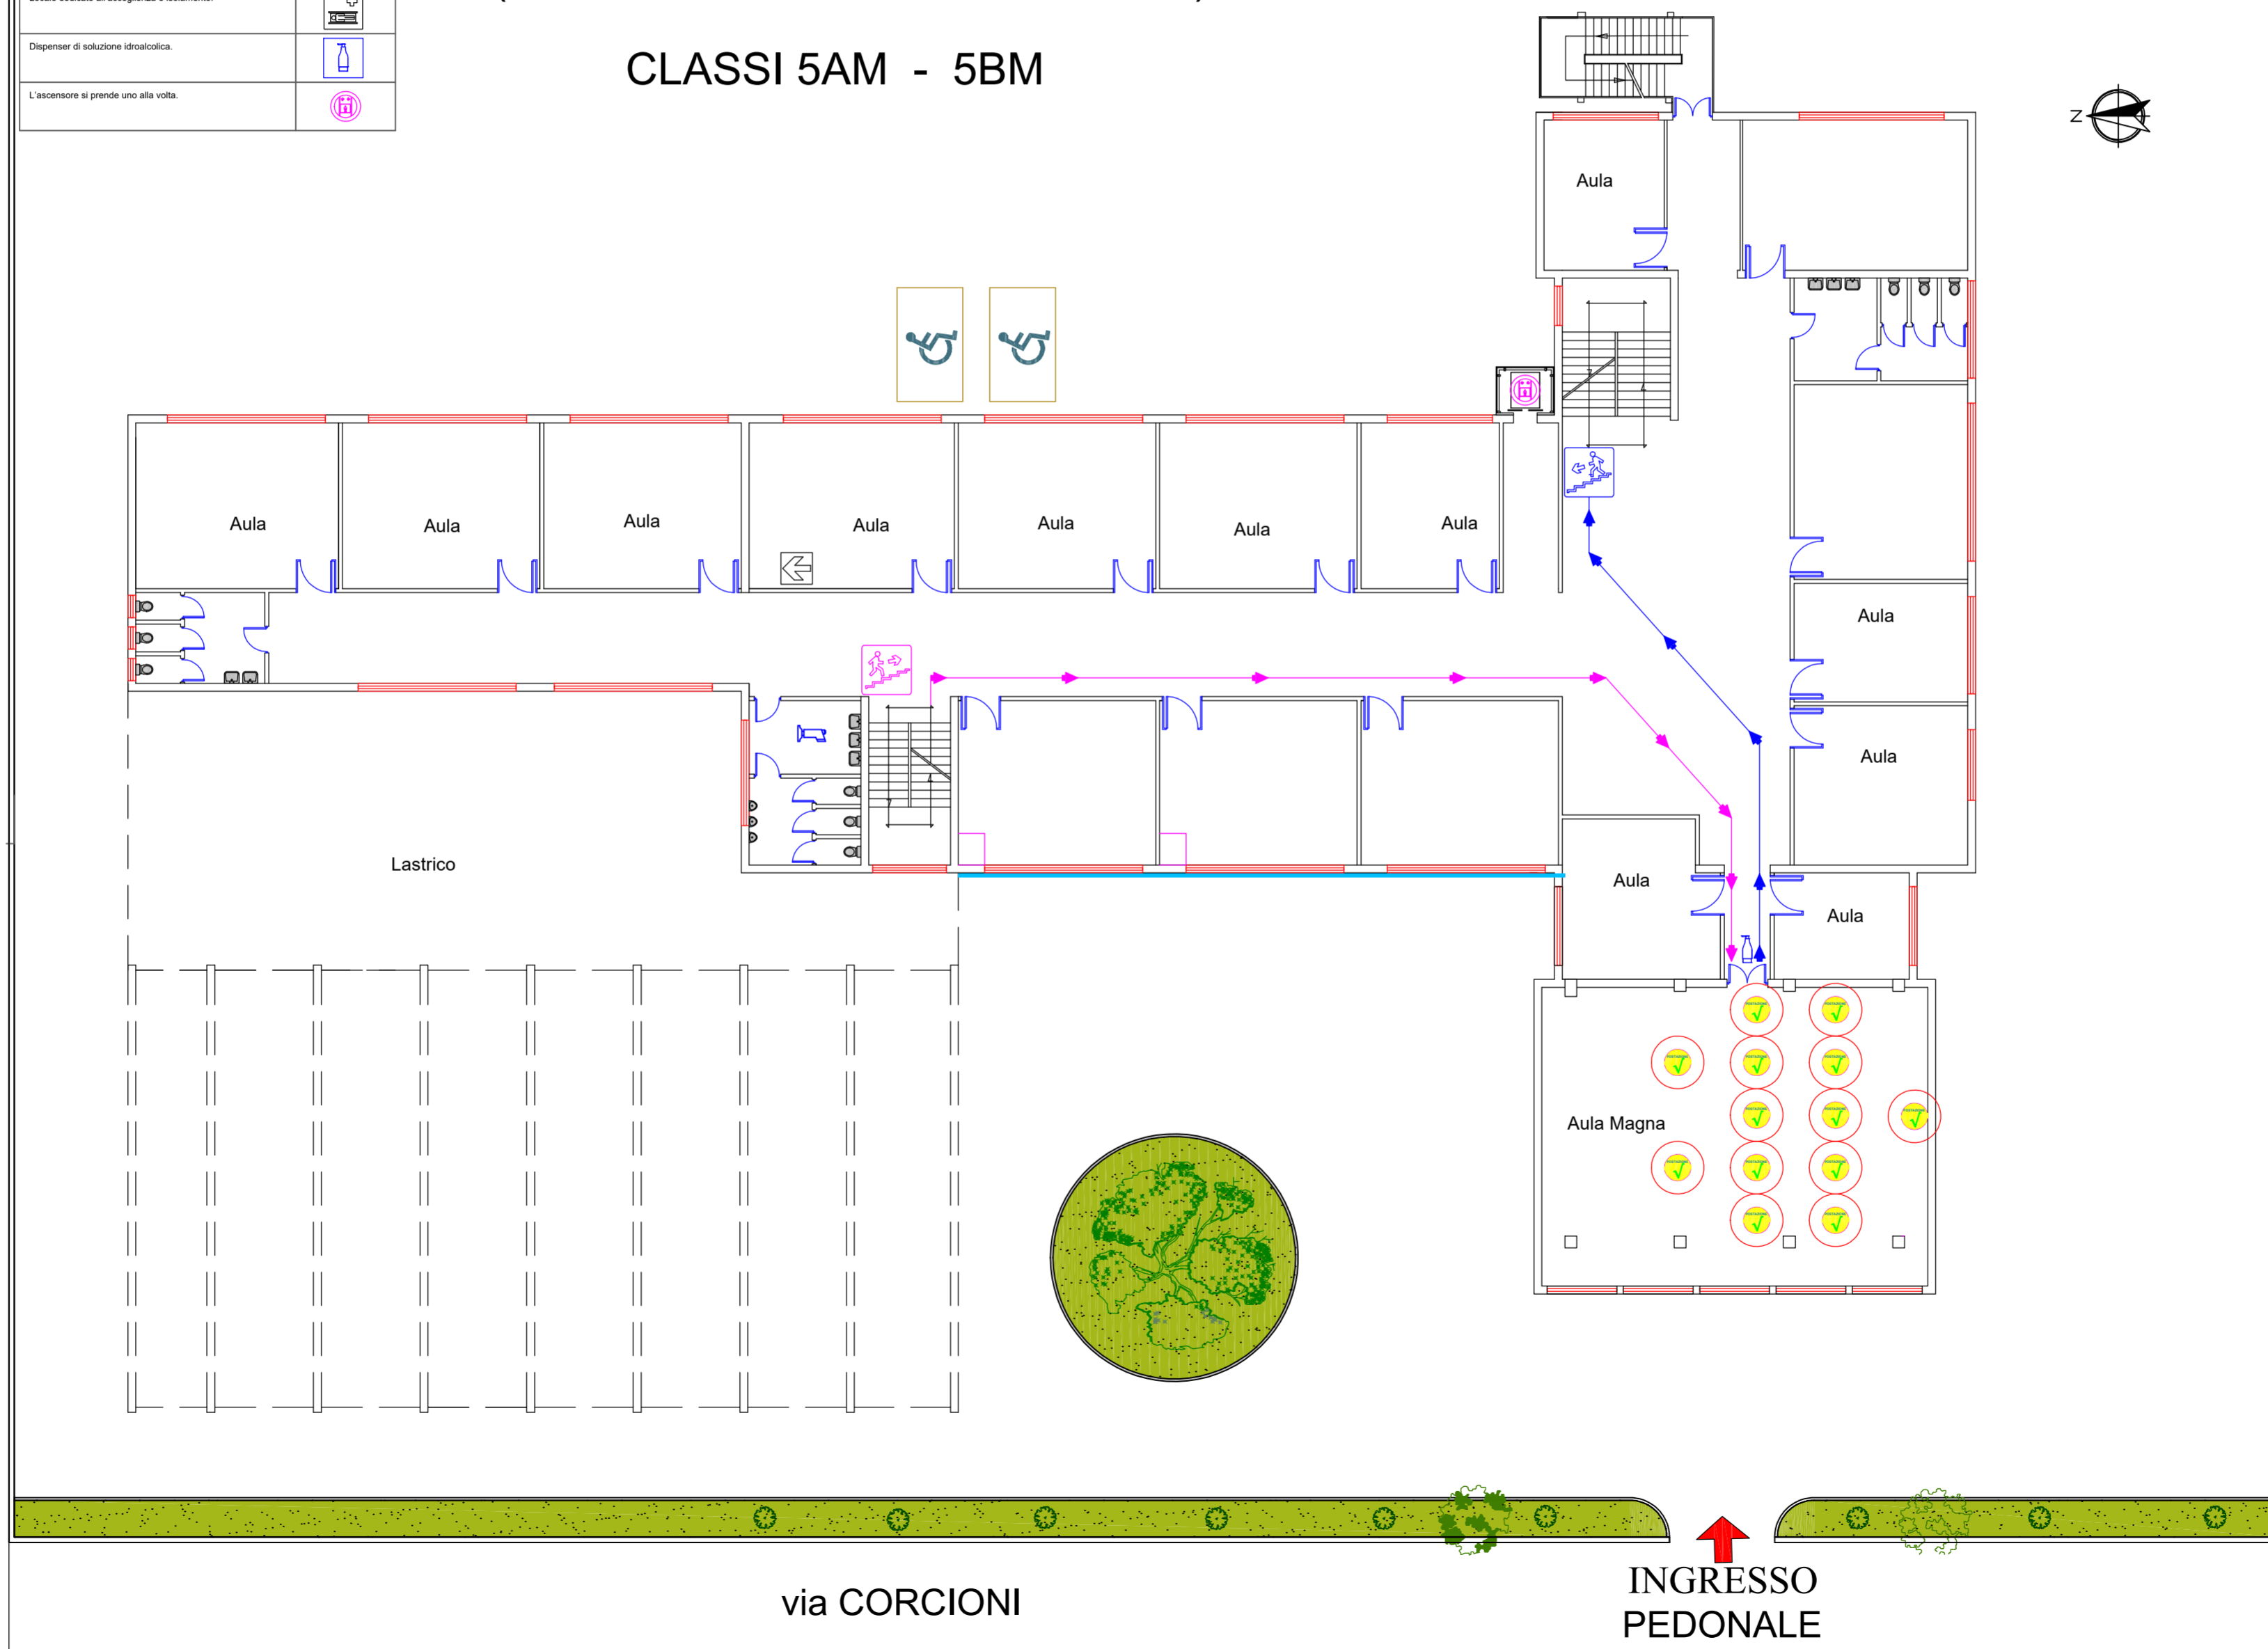 Dispenser di soluzione idroalcolica.
L'ascensore si prende uno alla volta.
CLASSI 5AM - 5BM
Z
Aula
Aula
Aula
Aula
Aula
Aula
Aula
Aula
Aula
Aula
Lastrico
Aula
Aula
Aula Magna
via CORCIONI
INGRESSO
PEDONALE